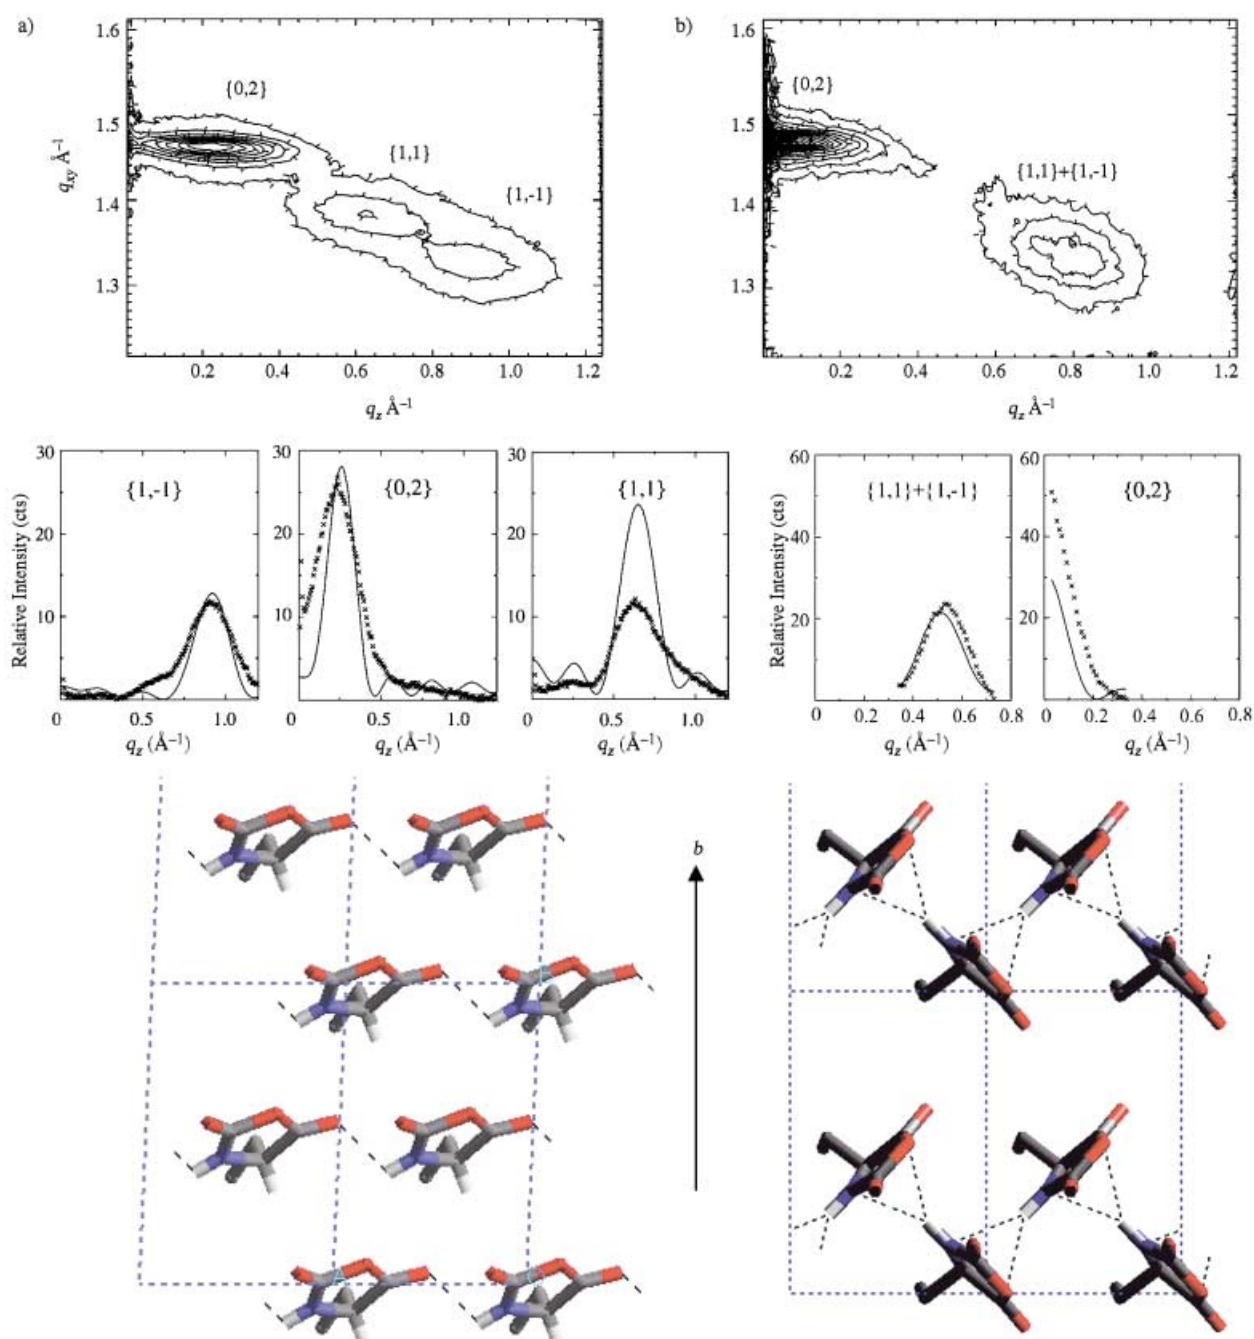 a)
{0,2}
{1,1}
{1,-1}
q_xy Å⁻¹
1.6
1.5
1.4
1.3
0.2 0.4 0.6 0.8 1.0 1.2
q_z Å⁻¹
b)
{0,2}
{1,1}+{1,-1}
1.6
1.5
1.4
1.3
0.2 0.4 0.6 0.8 1.0 1.2
q_z Å⁻¹
Relative Intensity (cts)
30
20
10
{1,-1}
0 0.5 1.0
q_z (Å⁻¹)
30
20
10
{0,2}
0 0.5 1.0
q_z (Å⁻¹)
30
20
10
{1,1}
0 0.5 1.0
q_z (Å⁻¹)
Relative Intensity (cts)
60
40
20
{1,1}+{1,-1}
0 0.2 0.4 0.6 0.8
q_z (Å⁻¹)
60
50
40
30
20
10
{0,2}
0 0.2 0.4 0.6 0.8
q_z (Å⁻¹)
b